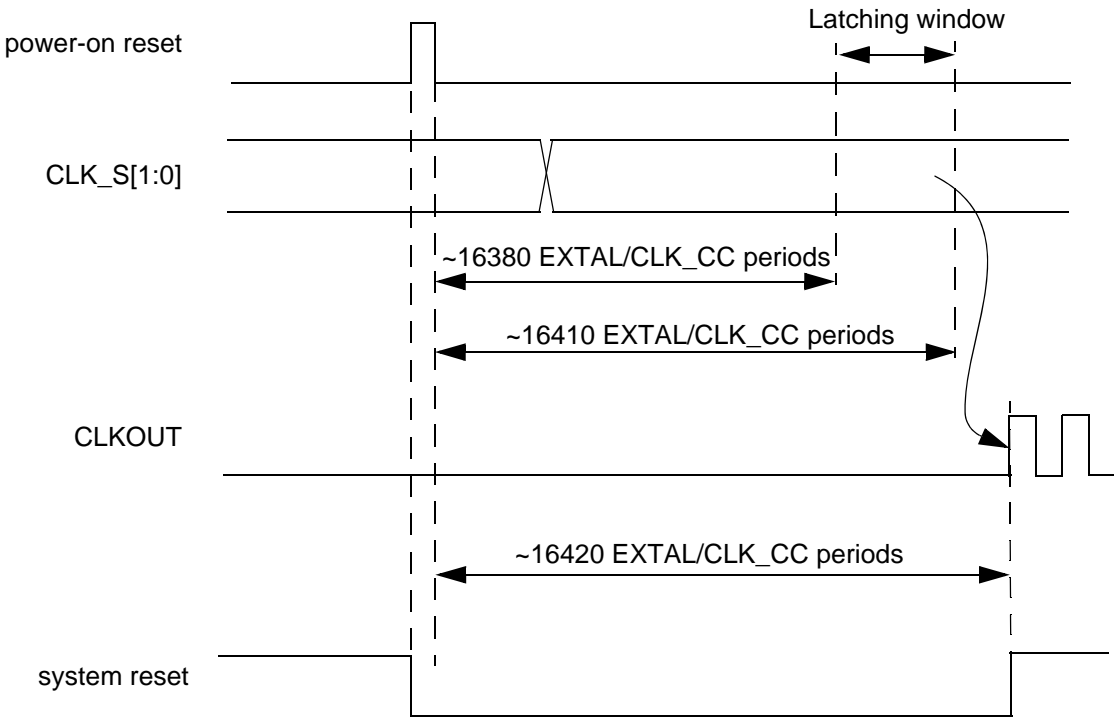 Latching window
power-on reset
CLK_S[1:0]
~16380 EXTAL/CLK_CC periods
~16410 EXTAL/CLK_CC periods
CLKOUT
~16420 EXTAL/CLK_CC periods
system reset